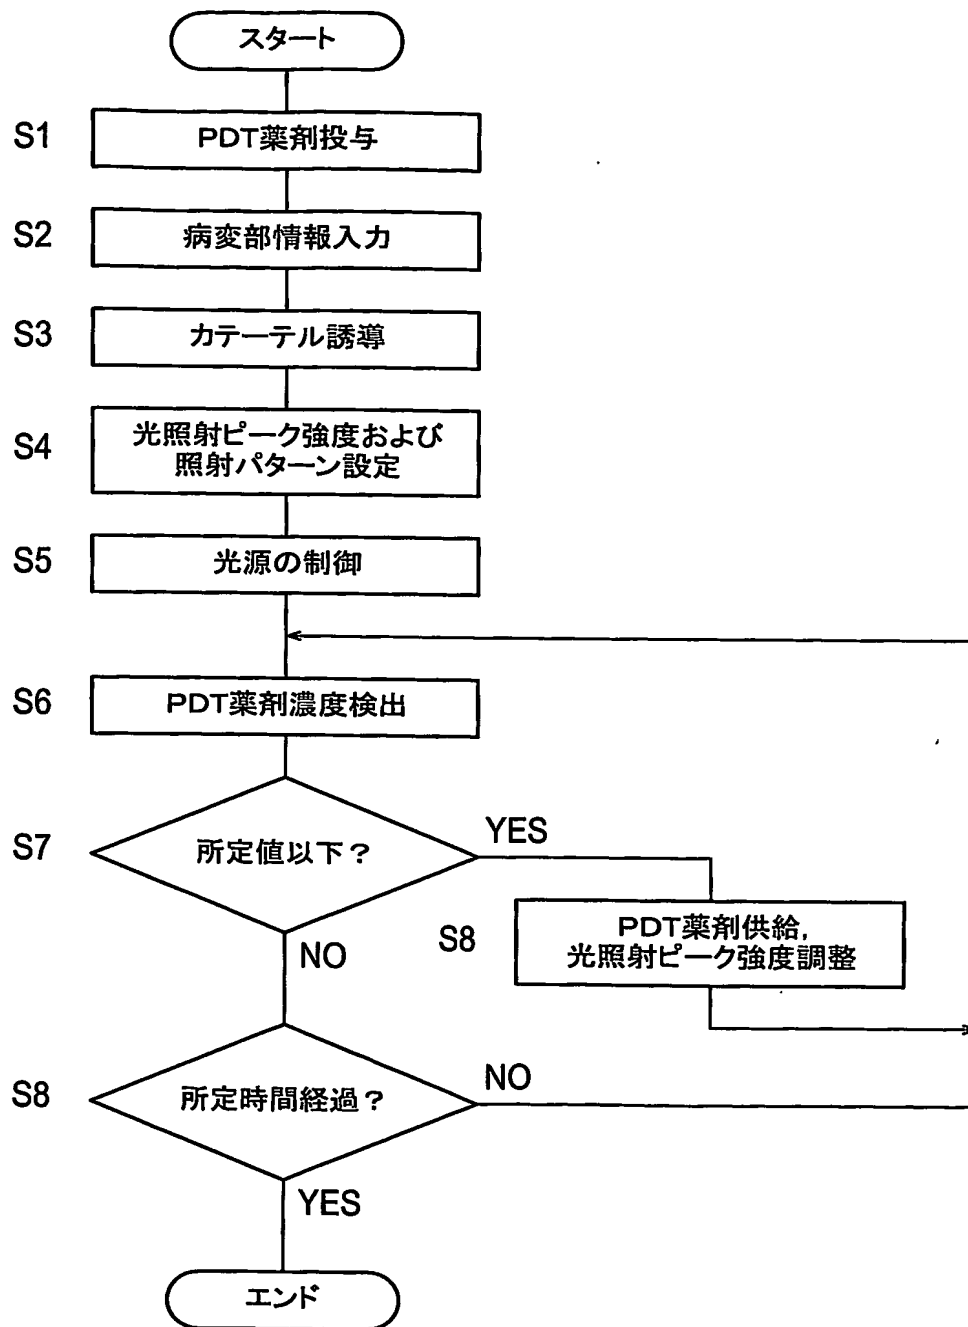 スタート
S1
PDT薬剤投与
S2
病変部情報入力
S3
カテーテル誘導
S4
光照射ピーク強度および
照射パターン設定
S5
光源の制御
S6
PDT薬剤濃度検出
S7
所定値以下？
YES
NO
S8
PDT薬剤供給,
光照射ピーク強度調整
S8
所定時間経過？
NO
YES
エンド